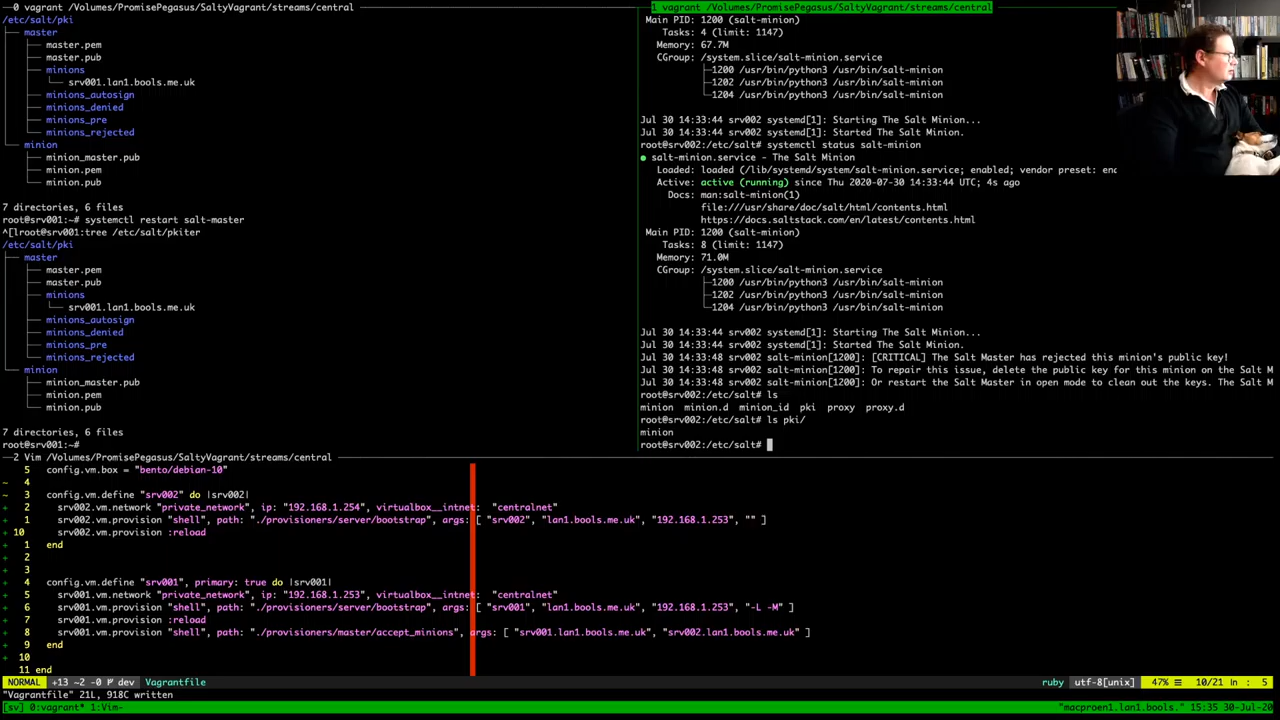 —0 vagrant /Volumes/PromisePegasus/SaltyVagrant/streams/central
/etc/salt/pki
├── master
│   ├── master.pem
│   ├── master.pub
│   ├── minions
│   │   └── srv001.lan1.bools.me.uk
│   ├── minions_autosign
│   ├── minions_denied
│   ├── minions_pre
│   └── minions_rejected
└── minion
    ├── minion_master.pub
    ├── minion.pem
    └── minion.pub
7 directories, 6 files
root@srv001:~# systemctl restart salt-master
^[lroot@srv001:tree /etc/salt/pkiter
/etc/salt/pki
├── master
│   ├── master.pem
│   ├── master.pub
│   ├── minions
│   │   └── srv001.lan1.bools.me.uk
│   ├── minions_autosign
│   ├── minions_denied
│   ├── minions_pre
│   └── minions_rejected
└── minion
    ├── minion_master.pub
    ├── minion.pem
    └── minion.pub
7 directories, 6 files
root@srv001:~#
1 vagrant /Volumes/PromisePegasus/SaltyVagrant/streams/central
Main PID: 1200 (salt-minion)
Tasks: 4 (limit: 1147)
Memory: 67.7M
CGroup: /system.slice/salt-minion.service
├─1200 /usr/bin/python3 /usr/bin/salt-minion
├─1202 /usr/bin/python3 /usr/bin/salt-minion
└─1204 /usr/bin/python3 /usr/bin/salt-minion
Jul 30 14:33:44 srv002 systemd[1]: Starting The Salt Minion...
Jul 30 14:33:44 srv002 systemd[1]: Started The Salt Minion.
root@srv002:/etc/salt# systemctl status salt-minion
● salt-minion.service - The Salt Minion
Loaded: loaded (/lib/systemd/system/salt-minion.service; enabled; vendor preset: ena
Active: active (running) since Thu 2020-07-30 14:33:44 UTC; 4s ago
Docs: man:salt-minion(1)
file:///usr/share/doc/salt/html/contents.html
https://docs.saltstack.com/en/latest/contents.html
Main PID: 1200 (salt-minion)
Tasks: 8 (limit: 1147)
Memory: 71.0M
CGroup: /system.slice/salt-minion.service
├─1200 /usr/bin/python3 /usr/bin/salt-minion
├─1202 /usr/bin/python3 /usr/bin/salt-minion
└─1204 /usr/bin/python3 /usr/bin/salt-minion
Jul 30 14:33:44 srv002 systemd[1]: Starting The Salt Minion...
Jul 30 14:33:44 srv002 systemd[1]: Started The Salt Minion.
Jul 30 14:33:48 srv002 salt-minion[1200]: [CRITICAL] The Salt Master has rejected this minion's public key!
Jul 30 14:33:48 srv002 salt-minion[1200]: To repair this issue, delete the public key for this minion on the Salt M
Jul 30 14:33:48 srv002 salt-minion[1200]: Or restart the Salt Master in open mode to clean out the keys. The Salt M
root@srv002:/etc/salt# ls
minion  minion.d  minion_id  pki  proxy  proxy.d
root@srv002:/etc/salt# ls pki/
minion
root@srv002:/etc/salt#
—2 Vim /Volumes/PromisePegasus/SaltyVagrant/streams/central
5 config.vm.box = "bento/debian-10"
~ 4
~ 3 config.vm.define "srv002" do |srv002|
+ 2 srv002.vm.network "private_network", ip: "192.168.1.254", virtualbox__intnet: "centralnet"
+ 1 srv002.vm.provision "shell", path: "./provisioners/server/bootstrap", args: [ "srv002", "lan1.bools.me.uk", "192.168.1.253", "" ]
+ 10 srv002.vm.provision :reload
+ 1 end
+ 2
+ 3
+ 4 config.vm.define "srv001", primary: true do |srv001|
+ 5 srv001.vm.network "private_network", ip: "192.168.1.253", virtualbox__intnet: "centralnet"
+ 6 srv001.vm.provision "shell", path: "./provisioners/server/bootstrap", args: [ "srv001", "lan1.bools.me.uk", "192.168.1.253", "-L -M" ]
+ 7 srv001.vm.provision :reload
+ 8 srv001.vm.provision "shell", path: "./provisioners/master/accept_minions", args: [ "srv001.lan1.bools.me.uk", "srv002.lan1.bools.me.uk" ]
+ 9 end
+ 10
11 end
NORMAL +13 ~2 -0 dev Vagrantfile ruby utf-8[unix] 47% ☰ 10/21 ln : 5
"Vagrantfile" 21L, 918C written
[sv] 0:vagrant* 1:Vim- "macproen1.lan1.bools." 15:35 30-Jul-20